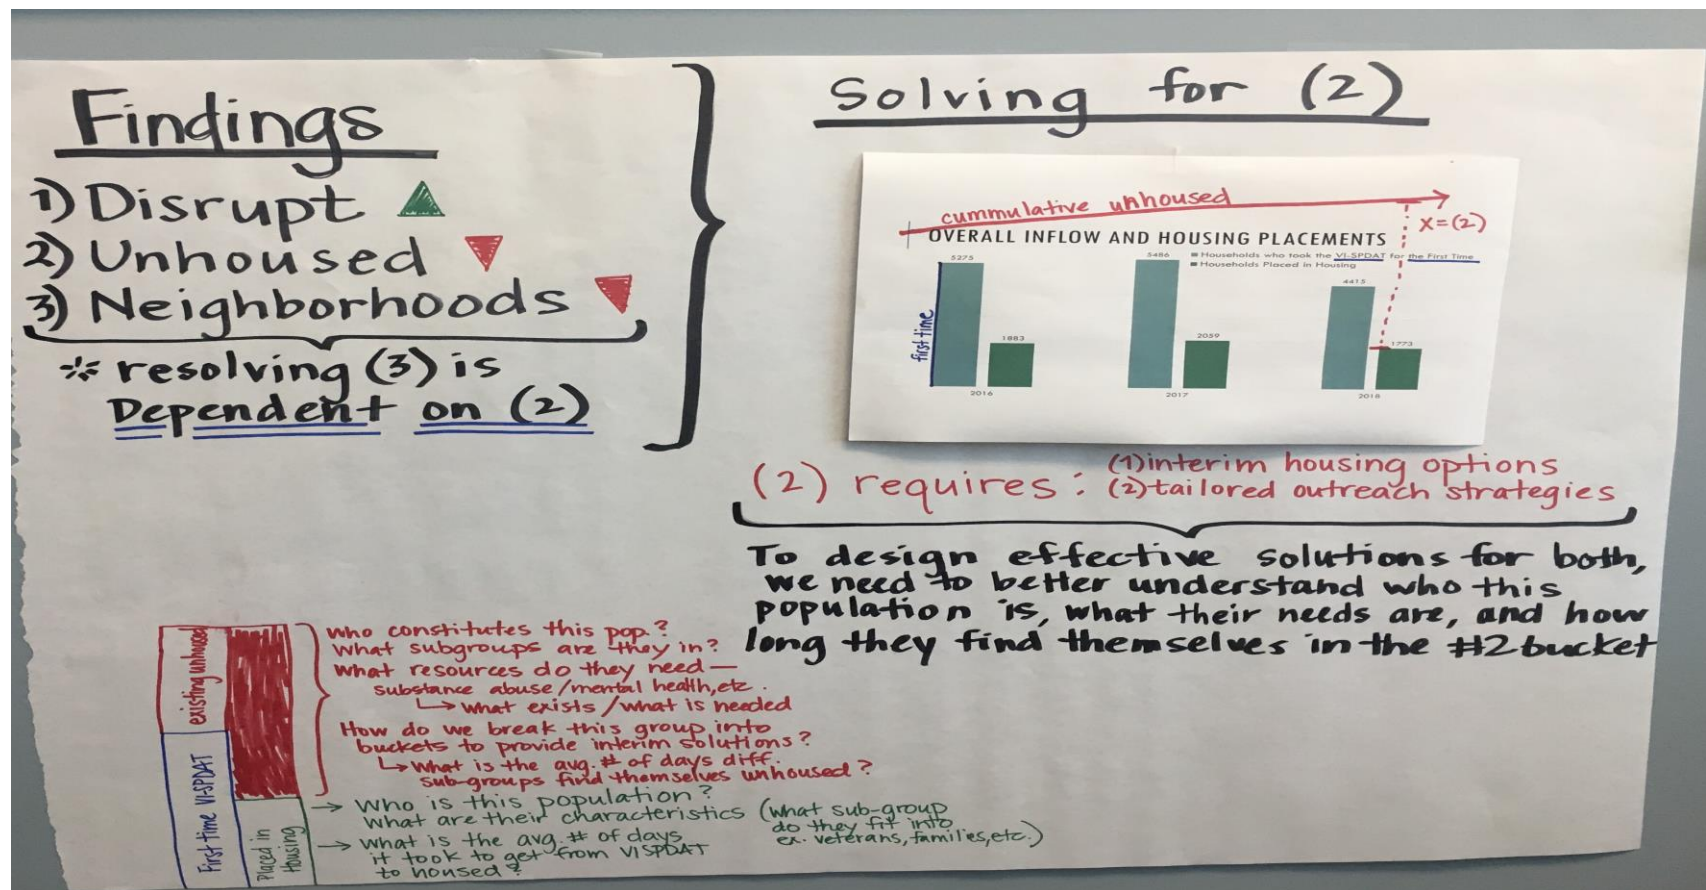 Findings
1) Disrupt
2) Unhoused
3) Neighborhoods
* resolving (3) is
Dependent on (2)
Solving for (2)
cummulative unhoused
x=(2)
OVERALL INFLOW AND HOUSING PLACEMENTS
Households who took the VI-SPDAT for the First Time
Households Placed in Housing
first time
5275
1883
2016
5486
2059
2017
4415
1773
2018
(2) requires: (1) interim housing options
(2) tailored outreach strategies
To design effective solutions for both,
we need to better understand who this
population is, what their needs are, and how
long they find themselves in the #2 bucket
existing unhoused
First time VI-SPDAT
Placed in
Housing
Who constitutes this pop.?
What subgroups are they in?
What resources do they need —
substance abuse/mental health, etc.
↳ what exists/what is needed
How do we break this group into
buckets to provide interim solutions?
↳ What is the avg. # of days diff.
sub-groups find themselves unhoused?
→ Who is this population?
What are their characteristics (what sub-group
do they fit into
ex. veterans, families, etc.)
→ What is the avg. # of days
it took to get from VISPDAT
to housed?